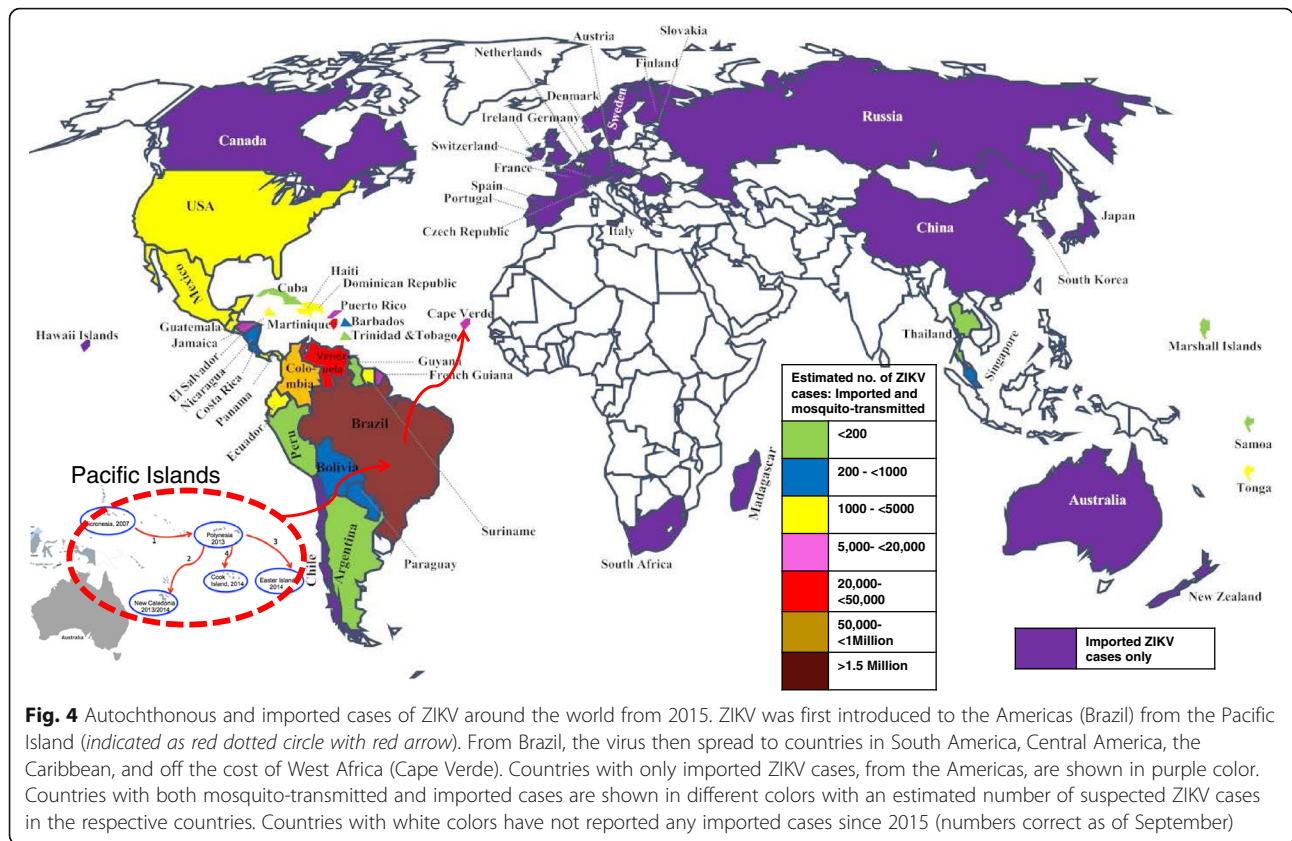 Austria
Slovakia
Netherlands
Finland
Denmark
Sweden
Ireland Germany
Russia
Canada
Switzerland
France
USA
Spain
Portugal
Japan
China
Czech Republic
Italy
South Korea
Mexico
Haiti
Dominican Republic
Cuba
Puerto Rico
Cape Verde
Hawaii Islands
Guatemala
Martinique
Barbados
Jamaica
Trinidad &Tobago
Thailand
Singapore
Marshall Islands
El Salvador
Nicaragua
Costa Rica
Panama
Venez
uela
Colo-
mbia
Guyana
French Guiana
Ecuador
Peru
Brazil
Bolivia
Samoa
Tonga
Madagascar
Australia
Suriname
Paraguay
Chile
Argentina
South Africa
New Zealand
Pacific Islands
icronesia, 2007
Polynesia
2013
1
2
4
3
Cook
Island, 2014
Easter Island
2014
New Caledonia
2013/2014
Australia
Estimated no. of ZIKV
cases: Imported and
mosquito-transmitted
<200
200 - <1000
1000 - <5000
5,000- <20,000
20,000-
<50,000
50,000-
<1Million
>1.5 Million
Imported ZIKV
cases only
Fig. 4 Autochthonous and imported cases of ZIKV around the world from 2015. ZIKV was first introduced to the Americas (Brazil) from the Pacific
Island (indicated as red dotted circle with red arrow). From Brazil, the virus then spread to countries in South America, Central America, the
Caribbean, and off the cost of West Africa (Cape Verde). Countries with only imported ZIKV cases, from the Americas, are shown in purple color.
Countries with both mosquito-transmitted and imported cases are shown in different colors with an estimated number of suspected ZIKV cases
in the respective countries. Countries with white colors have not reported any imported cases since 2015 (numbers correct as of September)